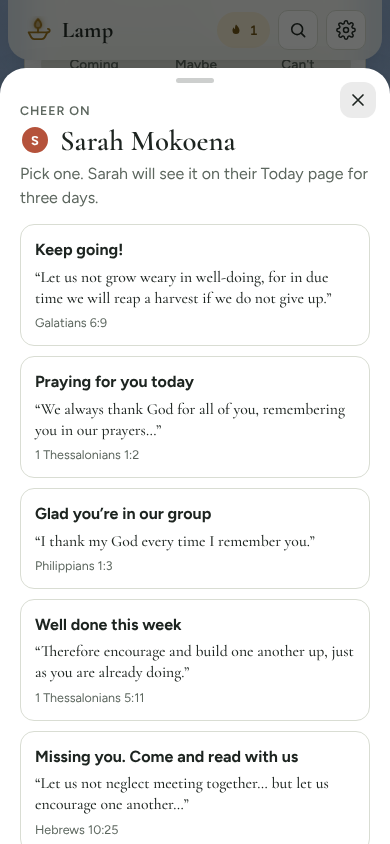 Lamp
1
Coming Maybe Can't
CHEER ON
S
Sarah Mokoena
Pick one. Sarah will see it on their Today page for
three days.
Keep going!
“Let us not grow weary in well-doing, for in due
time we will reap a harvest if we do not give up.”
Galatians 6:9
Praying for you today
“We always thank God for all of you, remembering
you in our prayers...”
1 Thessalonians 1:2
Glad you’re in our group
“I thank my God every time I remember you.”
Philippians 1:3
Well done this week
“Therefore encourage and build one another up, just
as you are already doing.”
1 Thessalonians 5:11
Missing you. Come and read with us
“Let us not neglect meeting together... but let us
encourage one another...”
Hebrews 10:25